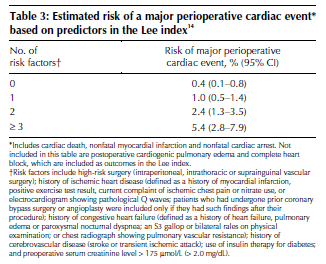 Table 3: Estimated risk of a major perioperative cardiac event*
based on predictors in the Lee index¹⁴
No. of
risk factors†
Risk of major perioperative
cardiac event, % (95% CI)
0 0.4 (0.1–0.8)
1 1.0 (0.5–1.4)
2 2.4 (1.3–3.5)
≥ 3 5.4 (2.8–7.9)
*Includes cardiac death, nonfatal myocardial infarction and nonfatal cardiac arrest. Not
included in this table are postoperative cardiogenic pulmonary edema and complete heart
block, which are included as outcomes in the Lee index.
†Risk factors include high-risk surgery (intraperitoneal, intrathoracic or suprainguinal vascular
surgery); history of ischemic heart disease (defined as a history of myocardial infarction,
positive exercise test result, current complaint of ischemic chest pain or nitrate use, or
electrocardiogram showing pathological Q waves; patients who had undergone prior coronary
bypass surgery or angioplasty were included only if they had such findings after their
procedure); history of congestive heart failure (defined as a history of heart failure, pulmonary
edema or paroxysmal nocturnal dyspnea; an S3 gallop or bilateral rales on physical
examination; or chest radiograph showing pulmonary vascular resistance); history of
cerebrovascular disease (stroke or transient ischemic attack); use of insulin therapy for diabetes;
and preoperative serum creatinine level > 175 μmol/L (> 2.0 mg/dL).